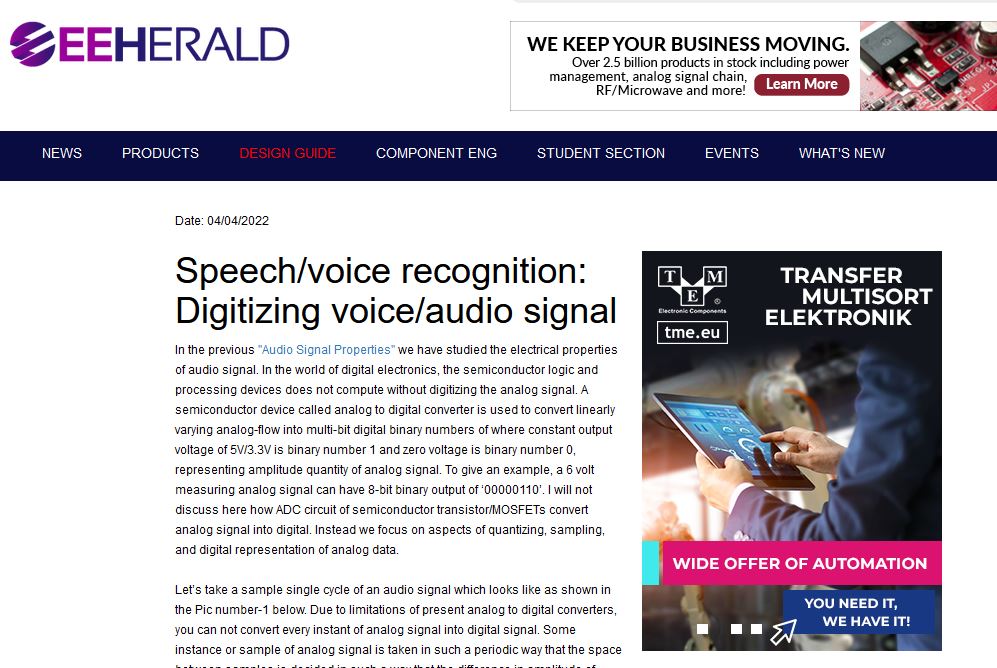 EEHERALD
WE KEEP YOUR BUSINESS MOVING.
Over 2.5 billion products in stock including power
management, analog signal chain,
RF/Microwave and more!
Learn More
NEWS PRODUCTS DESIGN GUIDE COMPONENT ENG STUDENT SECTION EVENTS WHAT'S NEW
Date: 04/04/2022
Speech/voice recognition:
Digitizing voice/audio signal
In the previous "Audio Signal Properties" we have studied the electrical properties
of audio signal. In the world of digital electronics, the semiconductor logic and
processing devices does not compute without digitizing the analog signal. A
semiconductor device called analog to digital converter is used to convert linearly
varying analog-flow into multi-bit digital binary numbers of where constant output
voltage of 5V/3.3V is binary number 1 and zero voltage is binary number 0,
representing amplitude quantity of analog signal. To give an example, a 6 volt
measuring analog signal can have 8-bit binary output of ‘00000110’. I will not
discuss here how ADC circuit of semiconductor transistor/MOSFETs convert
analog signal into digital. Instead we focus on aspects of quantizing, sampling,
and digital representation of analog data.
Let’s take a sample single cycle of an audio signal which looks like as shown in
the Pic number-1 below. Due to limitations of present analog to digital converters,
you can not convert every instant of analog signal into digital signal. Some
instance or sample of analog signal is taken in such a periodic way that the space
between samples is decided in such a way that the difference in amplitude of
TME®
Electronic Components
tme.eu
TRANSFER
MULTISORT
ELEKTRONIK
WIDE OFFER OF AUTOMATION
YOU NEED IT,
WE HAVE IT!